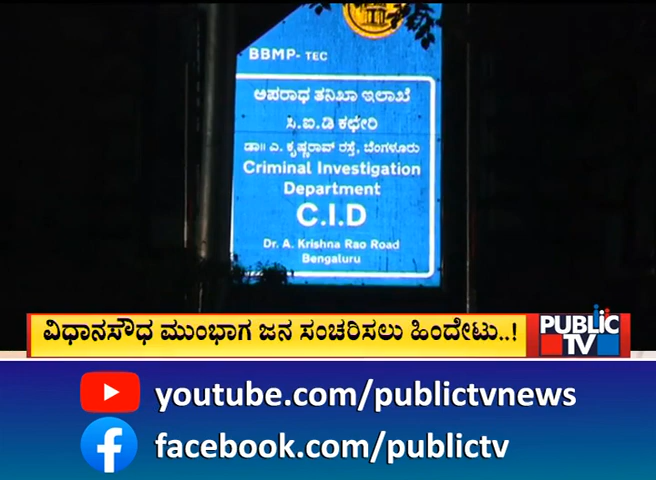 BBMP- TEC
ಅಪರಾಧ ತನಿಖಾ ಇಲಾಖೆ
ಸಿ.ಐ.ಡಿ ಕಛೇರಿ
ಡಾ|| ಎ. ಕೃಷ್ಣರಾವ್ ರಸ್ತೆ, ಬೆಂಗಳೂರು
Criminal Investigation
Department
C.I.D
Dr. A. Krishna Rao Road
Bengaluru
ವಿಧಾನಸೌಧ ಮುಂಭಾಗ ಜನ ಸಂಚರಿಸಲು ಹಿಂದೇಟು..!
PUBLiC
TV
youtube.com/publictvnews
facebook.com/publictv